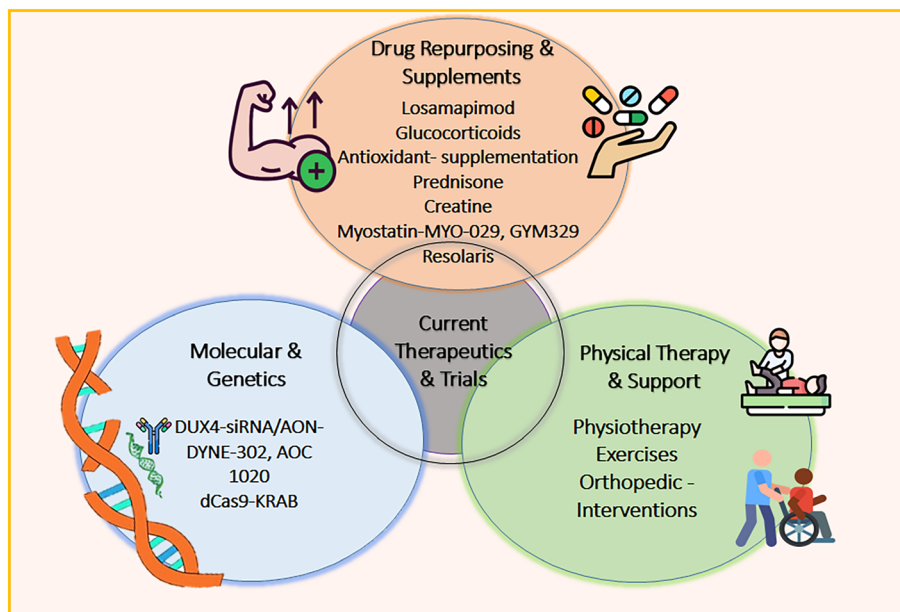 Drug Repurposing &
Supplements
Losamapimod
Glucocorticoids
Antioxidant- supplementation
Prednisone
Creatine
Myostatin-MYO-029, GYM329
Resolaris
Current
Therapeutics
& Trials
Molecular &
Genetics
DUX4-siRNA/AON-
DYNE-302, AOC
1020
dCas9-KRAB
Physical Therapy
& Support
Physiotherapy
Exercises
Orthopedic -
Interventions